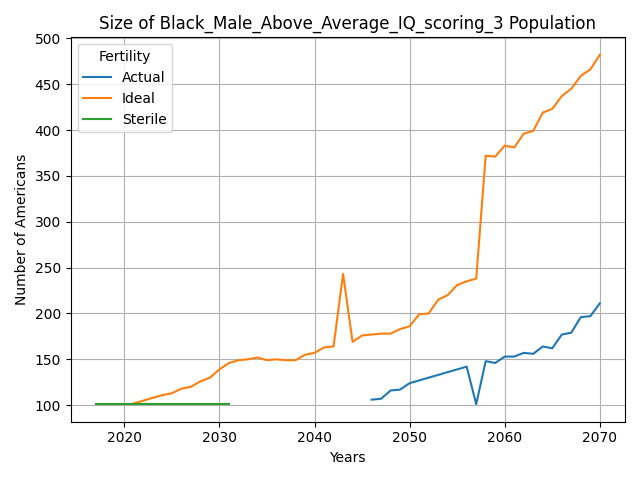 Size of Black_Male_Above_Average_IQ_scoring_3 Population
Number of Americans
500
450
400
350
300
250
200
150
100
Fertility
Actual
Ideal
Sterile
2020 2030 2040 2050 2060 2070
Years